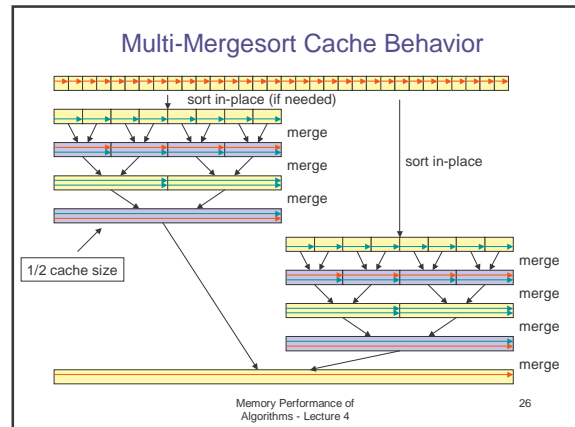 Multi-Mergesort Cache Behavior
sort in-place (if needed)
merge
merge
merge
sort in-place
1/2 cache size
merge
merge
merge
merge
Memory Performance of
Algorithms - Lecture 4
26